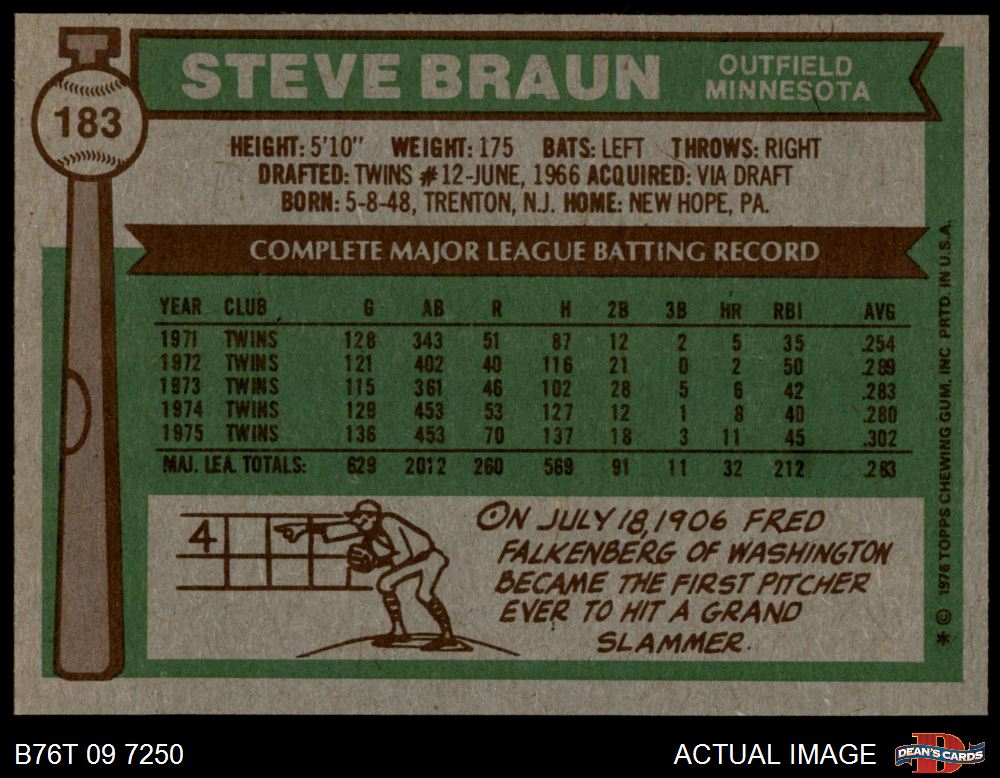 STEVE BRAUN
OUTFIELD
MINNESOTA
183
HEIGHT: 5'10" WEIGHT: 175 BATS: LEFT THROWS: RIGHT
DRAFTED: TWINS #12-JUNE, 1966 ACQUIRED: VIA DRAFT
BORN: 5-8-48, TRENTON, N.J. HOME: NEW HOPE, PA.
COMPLETE MAJOR LEAGUE BATTING RECORD
YEAR CLUB G AB R H 2B 3B HR RBI AVG
1971 TWINS 128 343 51 87 12 2 5 35 .254
1972 TWINS 121 402 40 116 21 0 2 50 .289
1973 TWINS 115 361 46 102 28 5 6 42 .283
1974 TWINS 129 453 53 127 12 1 8 40 .280
1975 TWINS 136 453 70 137 18 3 11 45 .302
MAJ. LEA. TOTALS: 629 2012 260 569 91 11 32 212 .283
4
ON JULY 18, 1906 FRED
FALKENBERG OF WASHINGTON
BECAME THE FIRST PITCHER
EVER TO HIT A GRAND
SLAMMER.
* © 1976 TOPPS CHEWING GUM, INC PRTD. IN U.S.A.
B76T 09 7250
ACTUAL IMAGE
DEAN'S CARDS